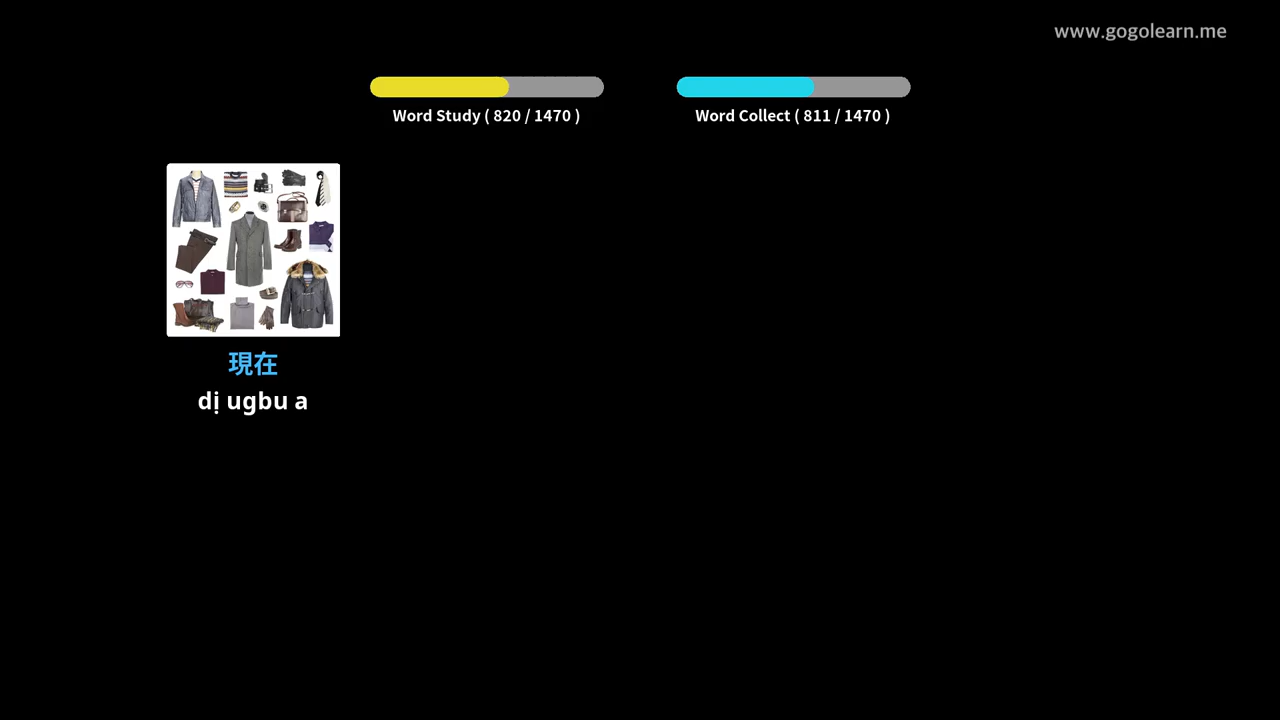 www.gogolearn.me
Word Study ( 820 / 1470 )
Word Collect ( 811 / 1470 )
現在
dị ugbu a